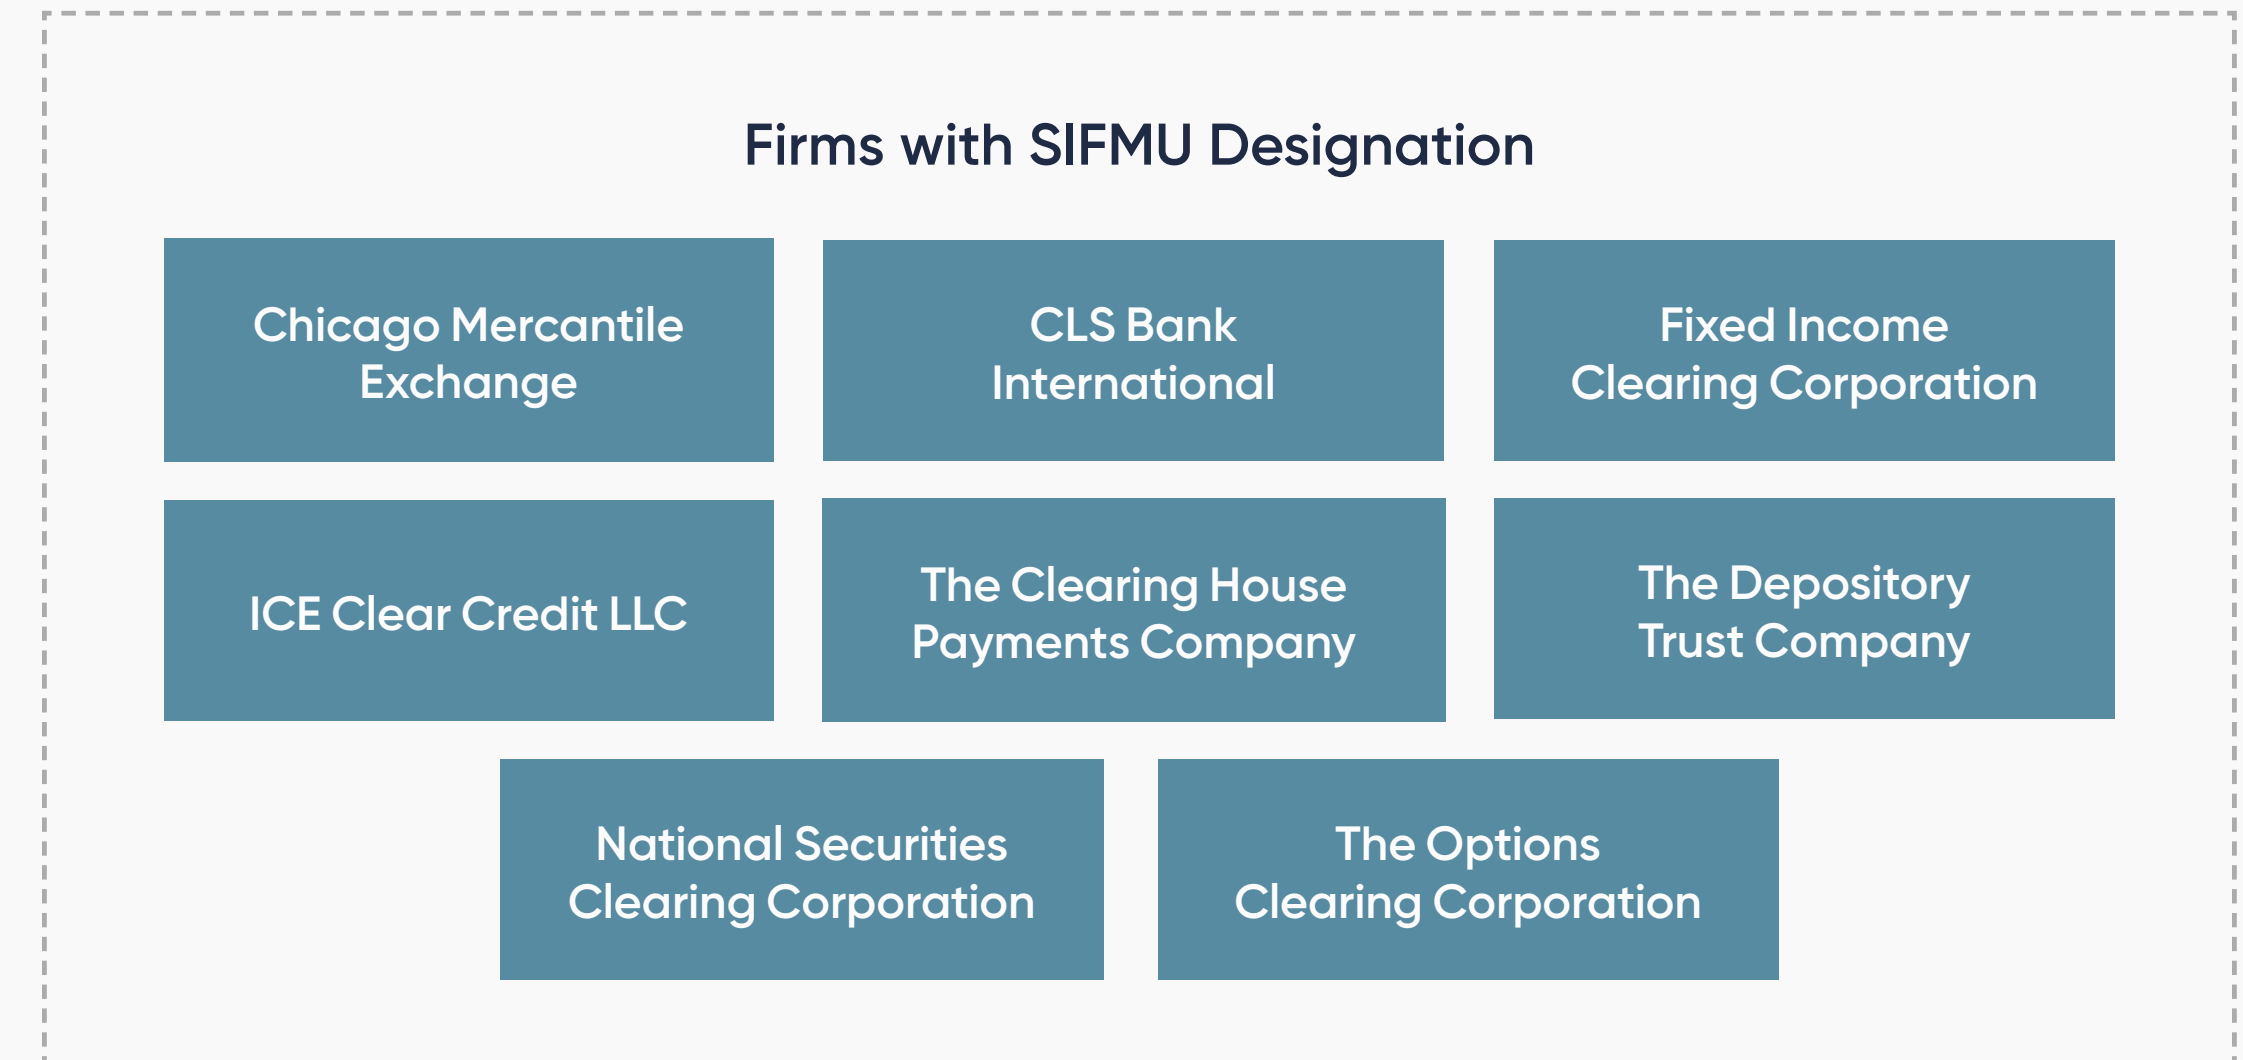 Firms with SIFMU Designation
Chicago Mercantile
Exchange
CLS Bank
International
Fixed Income
Clearing Corporation
ICE Clear Credit LLC
The Clearing House
Payments Company
The Depository
Trust Company
National Securities
Clearing Corporation
The Options
Clearing Corporation